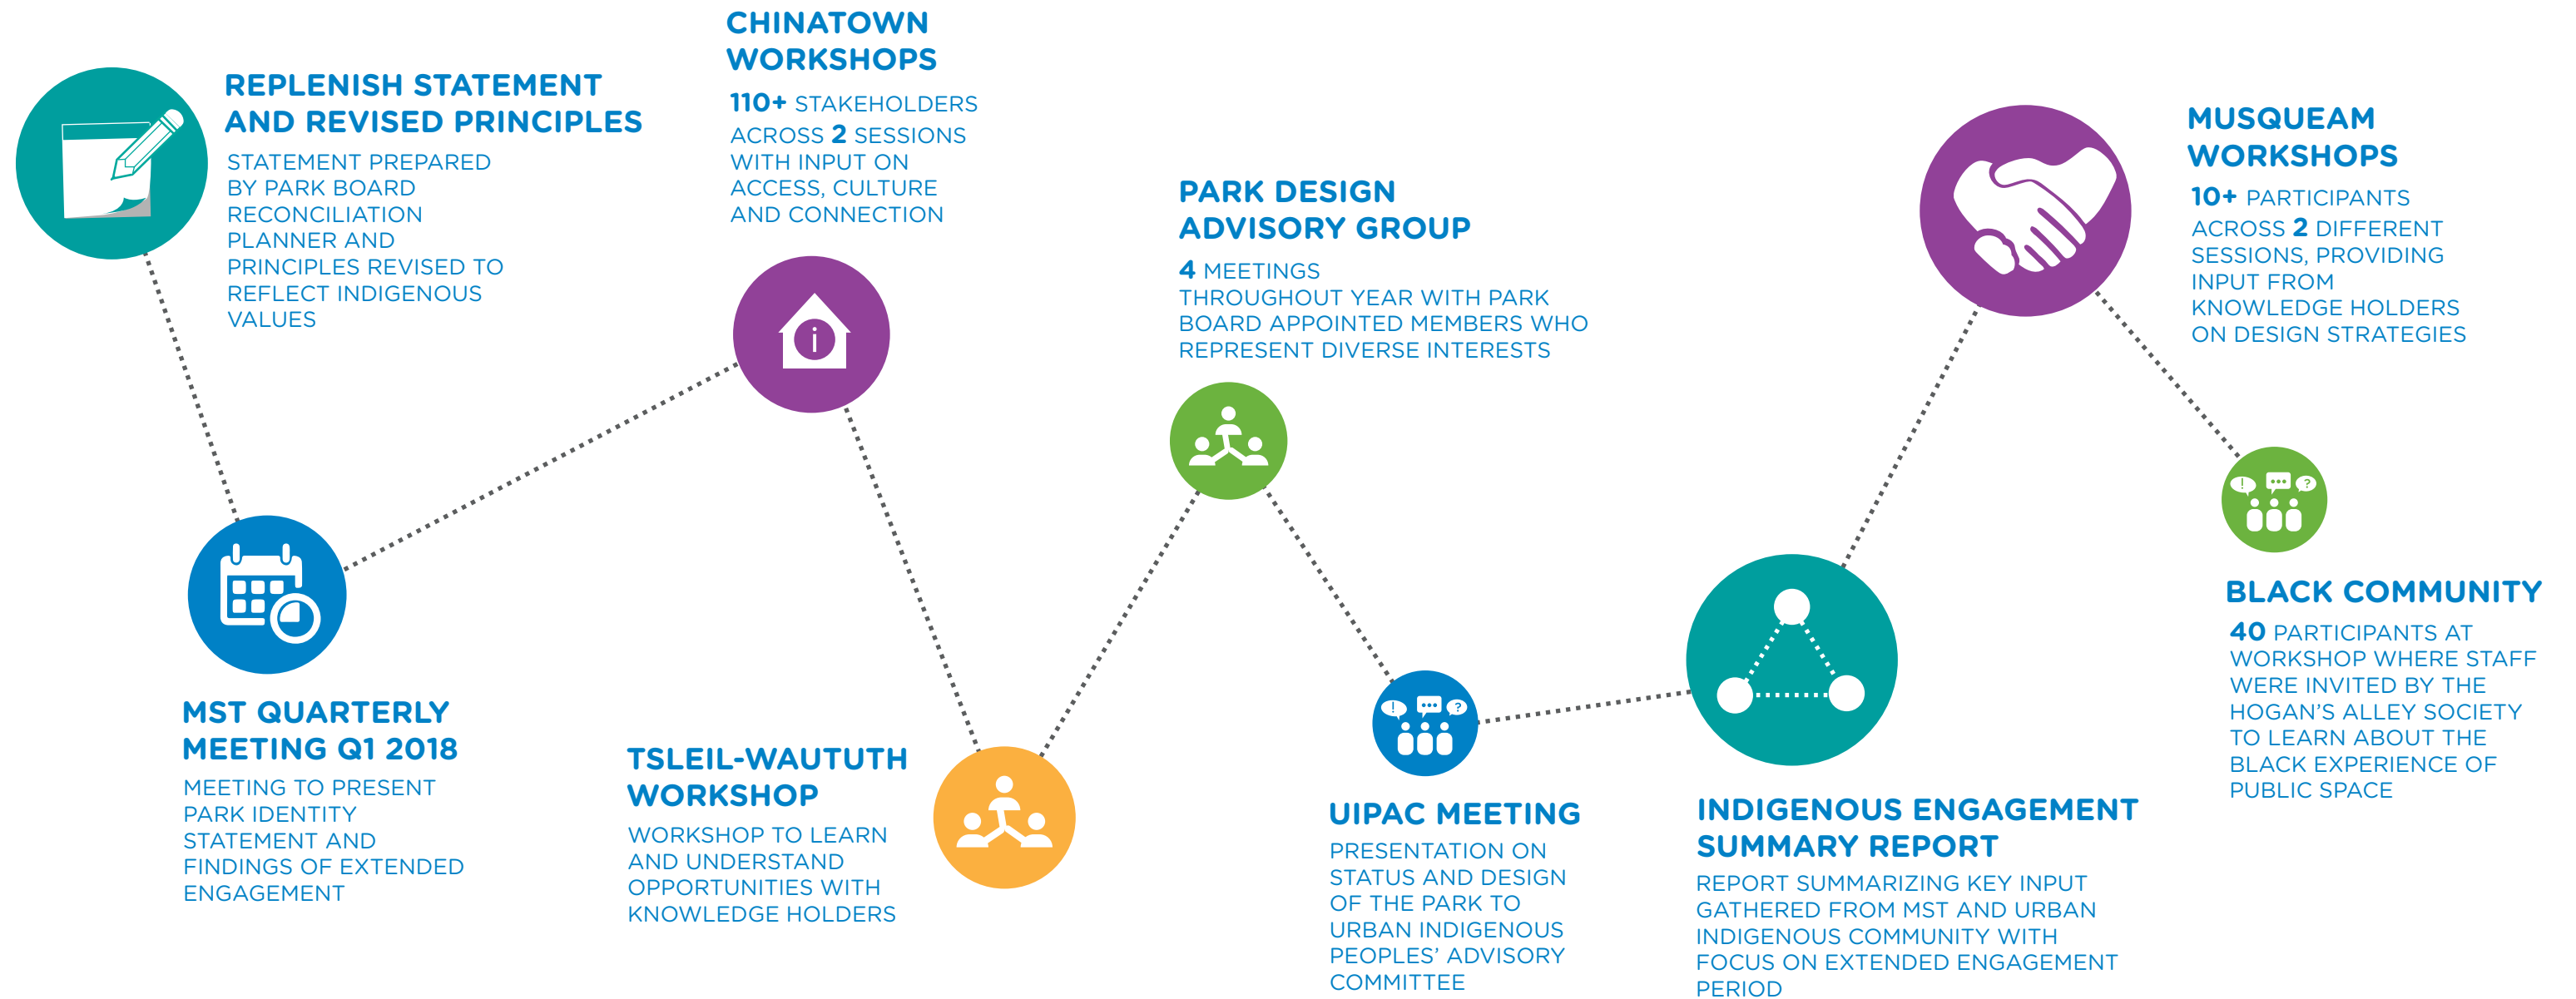 REPLENISH STATEMENT
AND REVISED PRINCIPLES
STATEMENT PREPARED
BY PARK BOARD
RECONCILIATION
PLANNER AND
PRINCIPLES REVISED TO
REFLECT INDIGENOUS
VALUES
MST QUARTERLY
MEETING Q1 2018
MEETING TO PRESENT
PARK IDENTITY
STATEMENT AND
FINDINGS OF EXTENDED
ENGAGEMENT
CHINATOWN
WORKSHOPS
110+ STAKEHOLDERS
ACROSS 2 SESSIONS
WITH INPUT ON
ACCESS, CULTURE
AND CONNECTION
i
TSLEIL-WAUTUTH
WORKSHOP
WORKSHOP TO LEARN
AND UNDERSTAND
OPPORTUNITIES WITH
KNOWLEDGE HOLDERS
PARK DESIGN
ADVISORY GROUP
4 MEETINGS
THROUGHOUT YEAR WITH PARK
BOARD APPOINTED MEMBERS WHO
REPRESENT DIVERSE INTERESTS
! ... ?
UIPAC MEETING
PRESENTATION ON
STATUS AND DESIGN
OF THE PARK TO
URBAN INDIGENOUS
PEOPLES' ADVISORY
COMMITTEE
INDIGENOUS ENGAGEMENT
SUMMARY REPORT
REPORT SUMMARIZING KEY INPUT
GATHERED FROM MST AND URBAN
INDIGENOUS COMMUNITY WITH
FOCUS ON EXTENDED ENGAGEMENT
PERIOD
MUSQUEAM
WORKSHOPS
10+ PARTICIPANTS
ACROSS 2 DIFFERENT
SESSIONS, PROVIDING
INPUT FROM
KNOWLEDGE HOLDERS
ON DESIGN STRATEGIES
! ... ?
BLACK COMMUNITY
40 PARTICIPANTS AT
WORKSHOP WHERE STAFF
WERE INVITED BY THE
HOGAN'S ALLEY SOCIETY
TO LEARN ABOUT THE
BLACK EXPERIENCE OF
PUBLIC SPACE